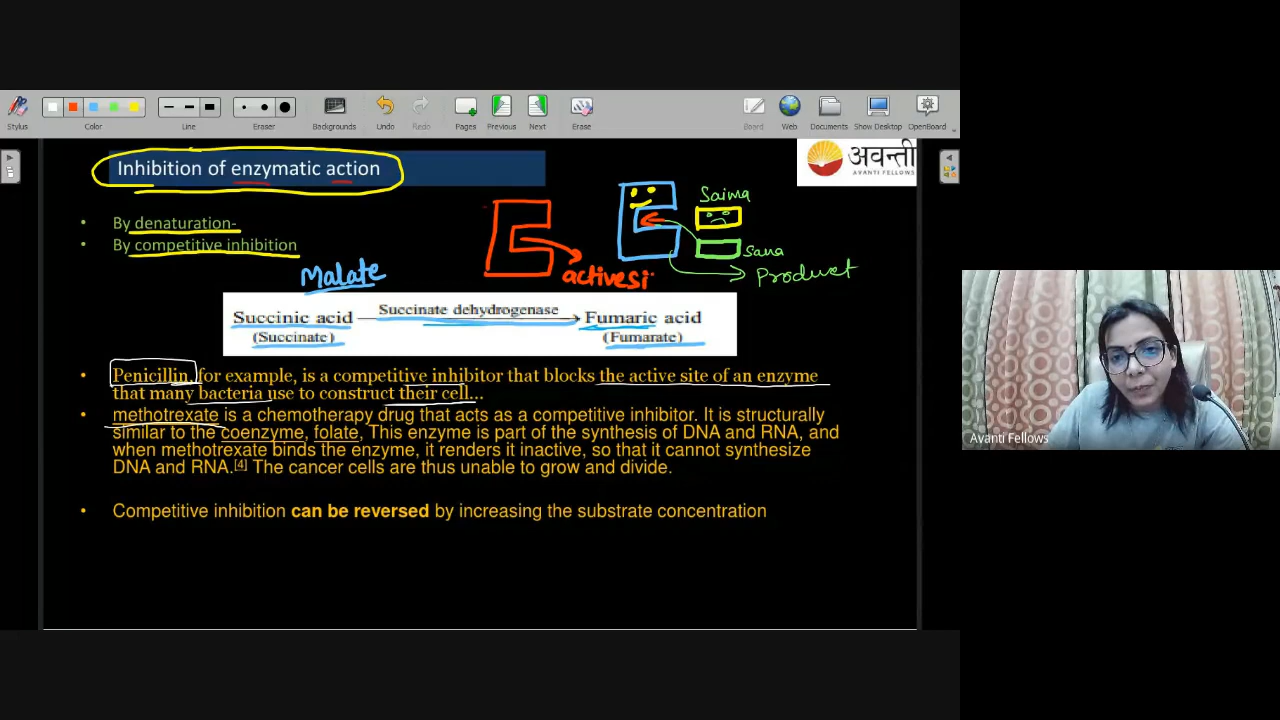 Stylus Color Line Eraser Backgrounds Undo Redo Pages Previous Next Erase Board Web Documents Show Desktop OpenBoard
Inhibition of enzymatic action
अवन्ती
AVANTI FELLOWS
• By denaturation-
• By competitive inhibition
Saima
Sana
Product
activesi
Malate
Succinic acid Succinate dehydrogenase Fumaric acid
(Succinate) (Fumarate)
• Penicillin, for example, is a competitive inhibitor that blocks the active site of an enzyme
that many bacteria use to construct their cell...
• methotrexate is a chemotherapy drug that acts as a competitive inhibitor. It is structurally
similar to the coenzyme, folate, This enzyme is part of the synthesis of DNA and RNA, and
when methotrexate binds the enzyme, it renders it inactive, so that it cannot synthesize
DNA and RNA.[4] The cancer cells are thus unable to grow and divide.
• Competitive inhibition can be reversed by increasing the substrate concentration
Avanti Fellows